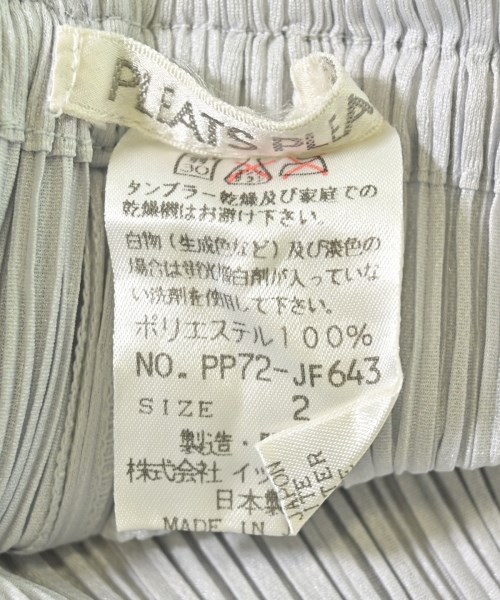 PLEATS PLEA
タンブラー乾燥及び家庭での
乾燥機はお避け下さい。
白物（生成色など）及び淡色の
場合は蛍光増白剤が入っていな
い洗剤を使用して下さい。
ポリエステル100%
NO. PP72-JF643
SIZE 2
製造・
株式会社イッ
日本製
MADE IN